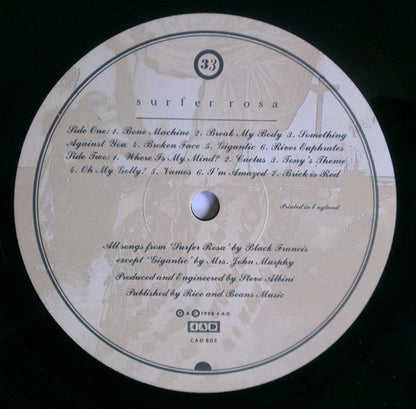 33
surfer rosa
Side One: 1. Bone Machine 2. Break My Body 3. Something
Against You 4. Broken Face 5. Gigantic 6. River Euphrates
Side Two: 1. Where Is My Mind? 2. Cactus 3. Tony's Theme
4. Oh My Golly! 5. Vamos 6. I'm Amazed 7. Brick is Red
Printed in England
All songs from 'Surfer Rosa' by Black Francis
except 'Gigantic' by Mrs. John Murphy
Produced and Engineered by Steve Albini
Published by Rice and Beans Music
℗ & © 1988 4AD
4AD
CAD 803